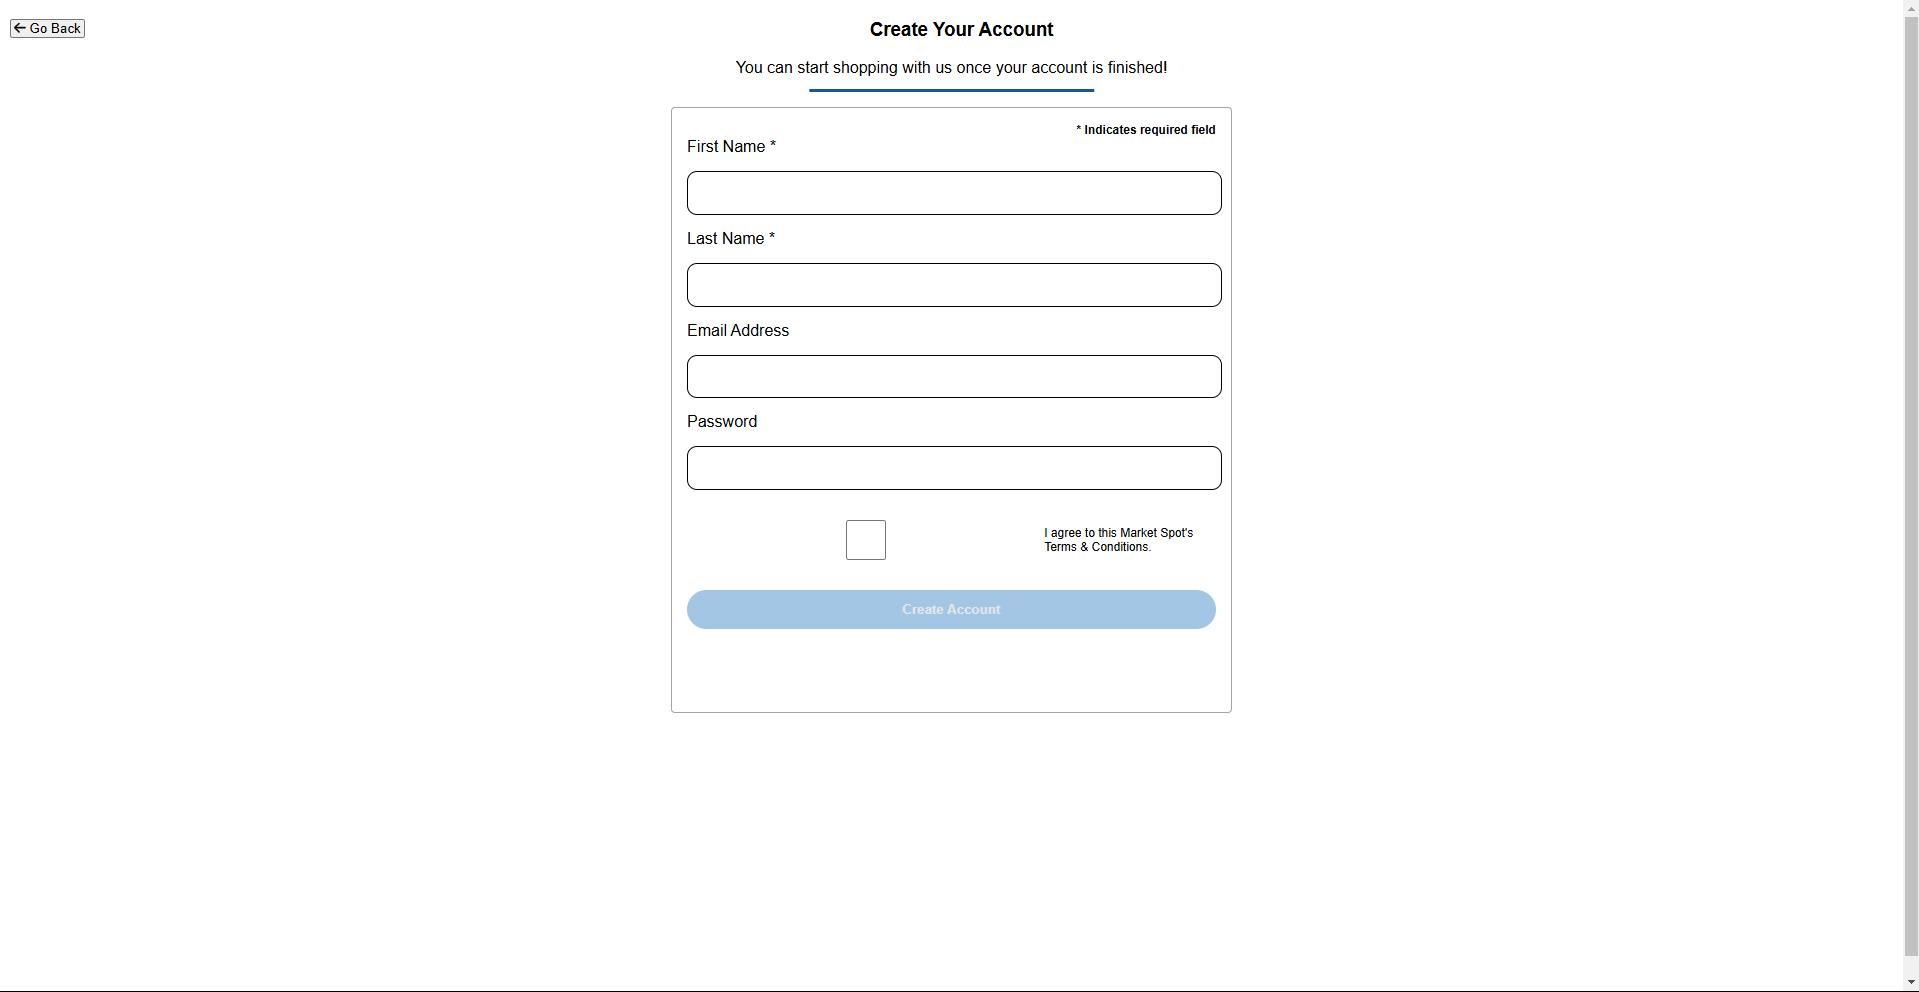 Go Back
Create Your Account
You can start shopping with us once your account is finished!
* Indicates required field
First Name *
Last Name *
Email Address
Password
I agree to this Market Spot's
Terms & Conditions.
Create Account